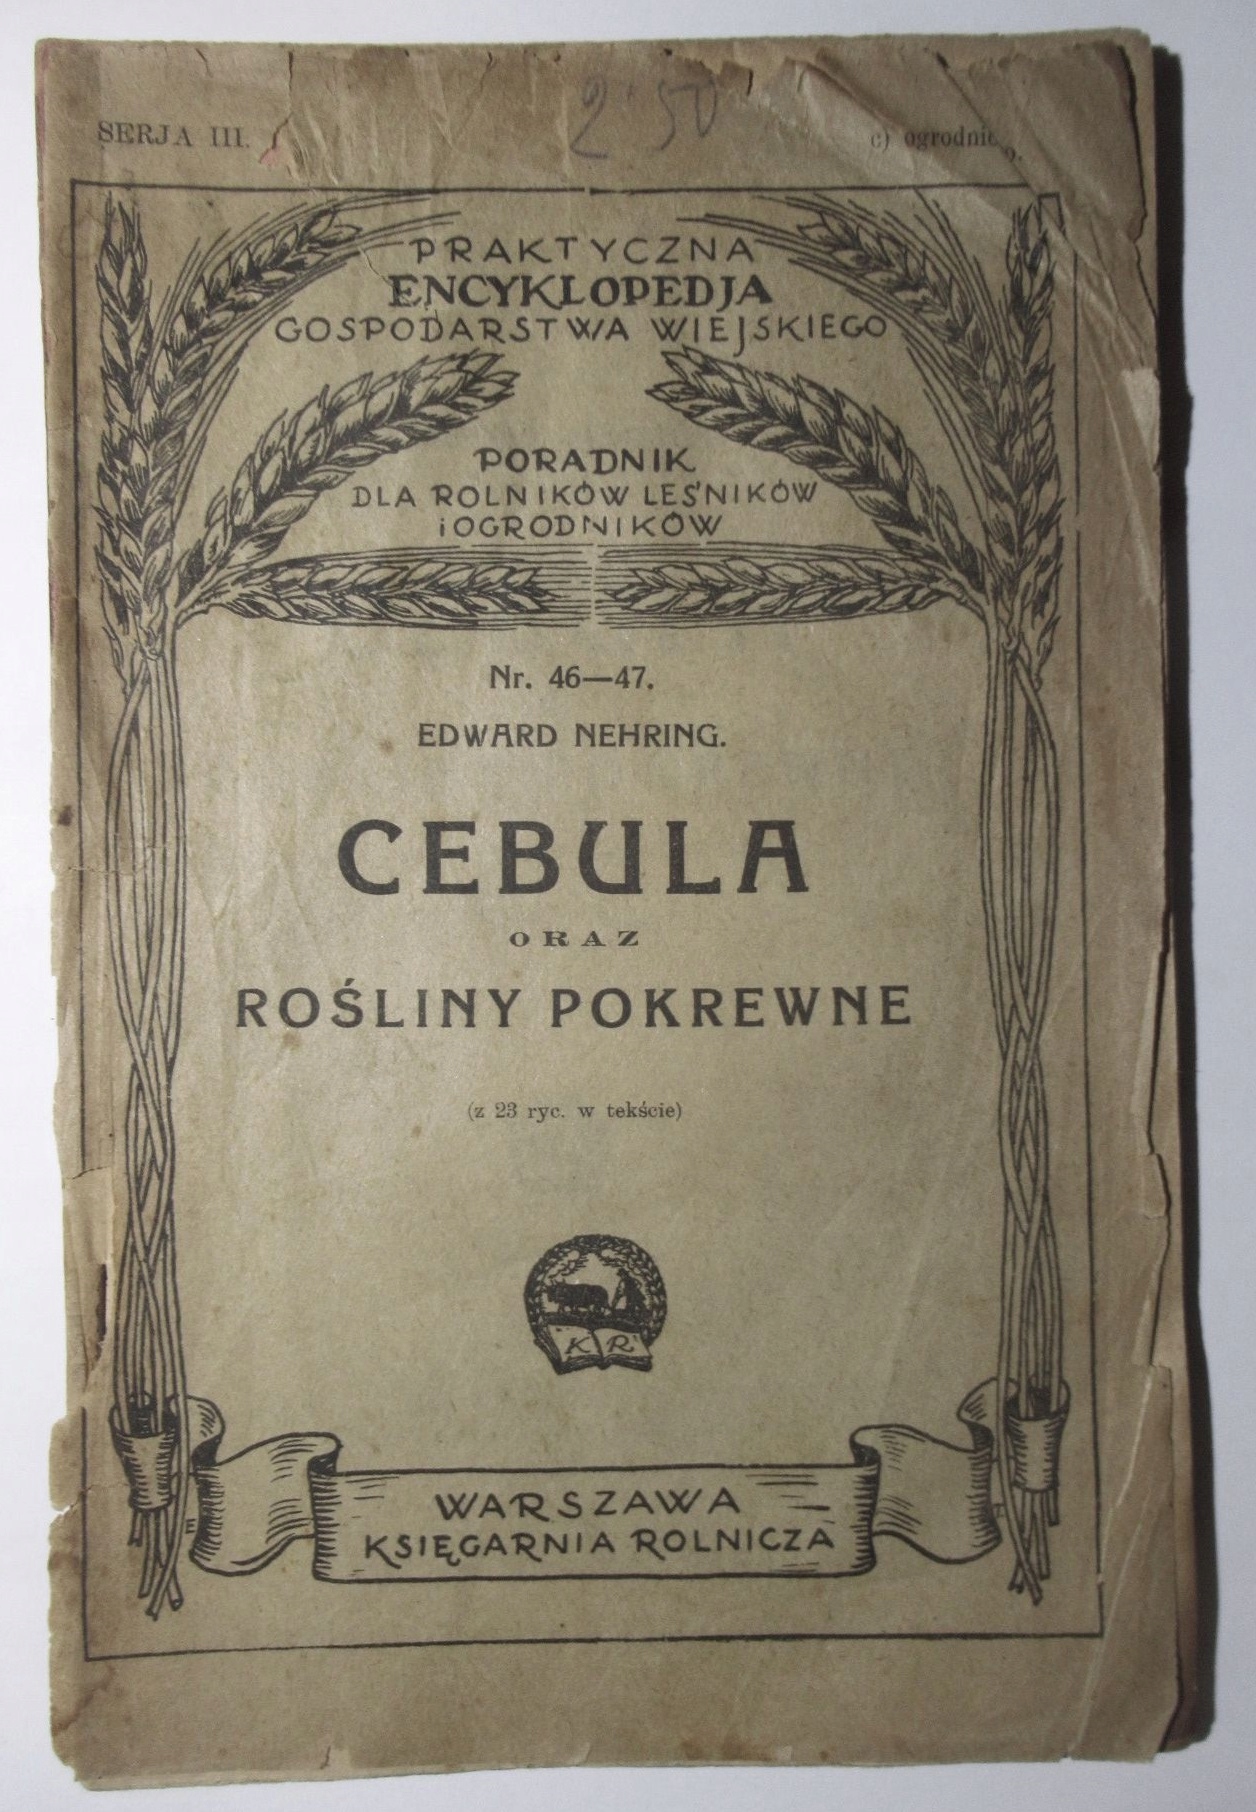 2·50
SERJA III.
c) ogrodnic
PRAKTYCZNA
ENCYKLOPEDJA
GOSPODARSTWA WIEJSKIEGO
PORADNIK
DLA ROLNIKÓW LEŚNIKÓW
i OGRODNIKÓW
Nr. 46—47.
EDWARD NEHRING.
CEBULA
ORAZ
ROŚLINY POKREWNE
(z 23 ryc. w tekście)
K R
WARSZAWA
KSIĘGARNIA ROLNICZA